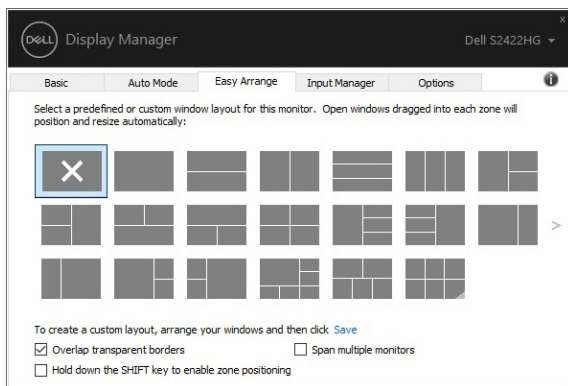 x
DELL Display Manager Dell S2422HG
Basic Auto Mode Easy Arrange Input Manager Options i
Select a predefined or custom window layout for this monitor. Open windows dragged into each zone will
position and resize automatically:
To create a custom layout, arrange your windows and then click Save
Overlap transparent borders Span multiple monitors
Hold down the SHIFT key to enable zone positioning